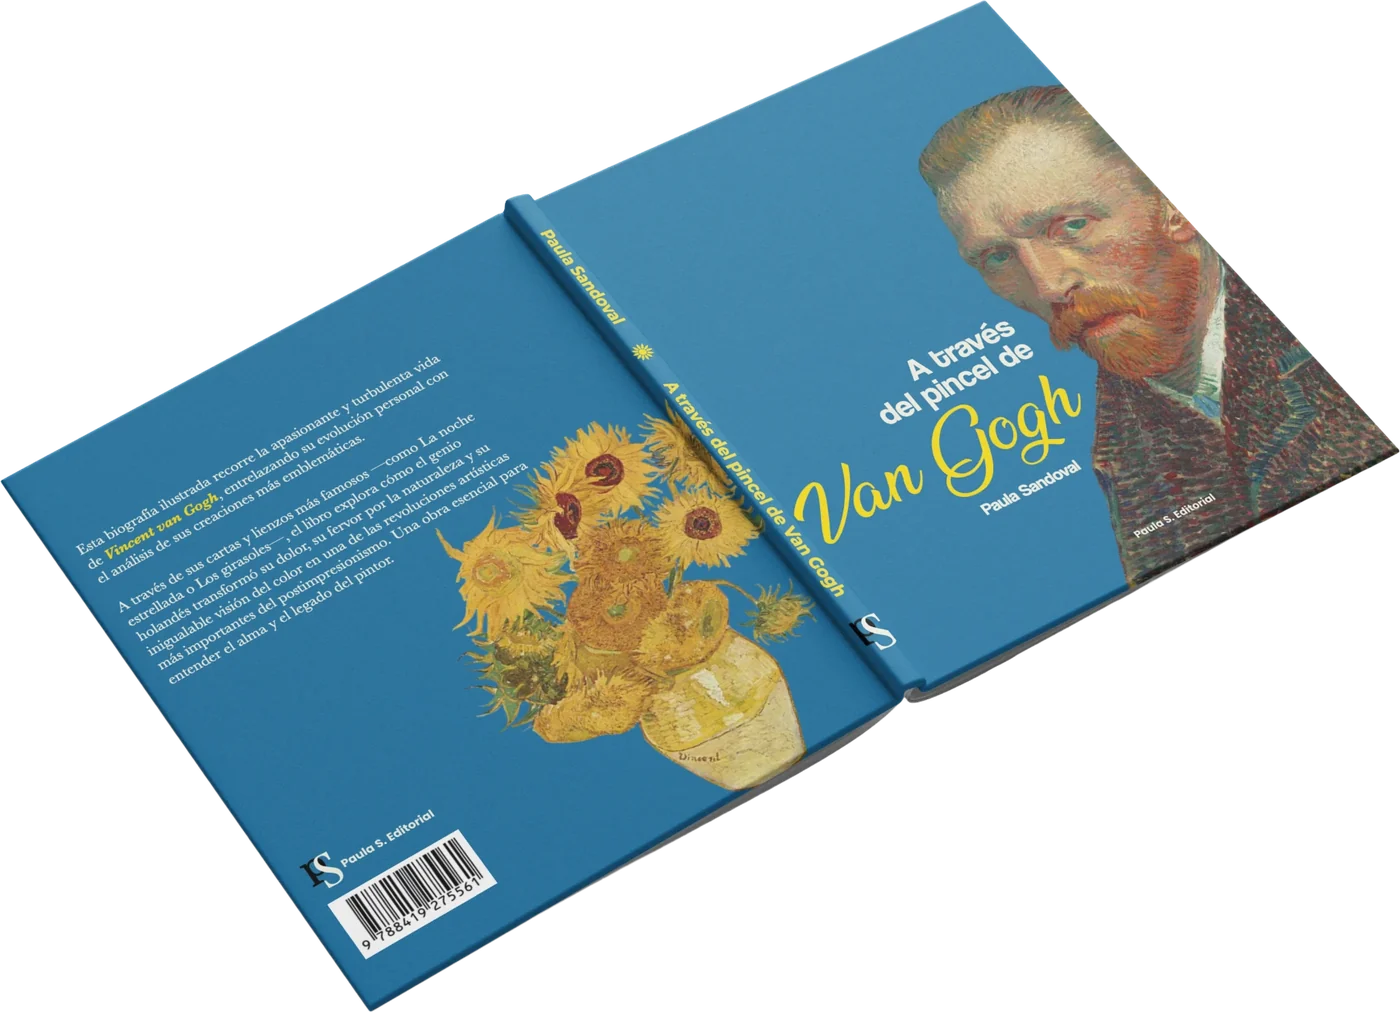 A través
del pincel de
Van Gogh
Paula Sandoval
Paula S. Editorial
Paula Sandoval
A través del pincel de Van Gogh
PS
Esta biografía ilustrada recorre la apasionante y turbulenta vida
de Vincent van Gogh, entrelazando su evolución personal con
el análisis de sus creaciones más emblemáticas.
A través de sus cartas y lienzos más famosos —como La noche
estrellada o Los girasoles—, el libro explora cómo el genio
holandés transformó su dolor, su fervor por la naturaleza y su
inigualable visión del color en una de las revoluciones artísticas
más importantes del postimpresionismo. Una obra esencial para
entender el alma y el legado del pintor.
Vincent
PS
Paula S. Editorial
9 788419 275561